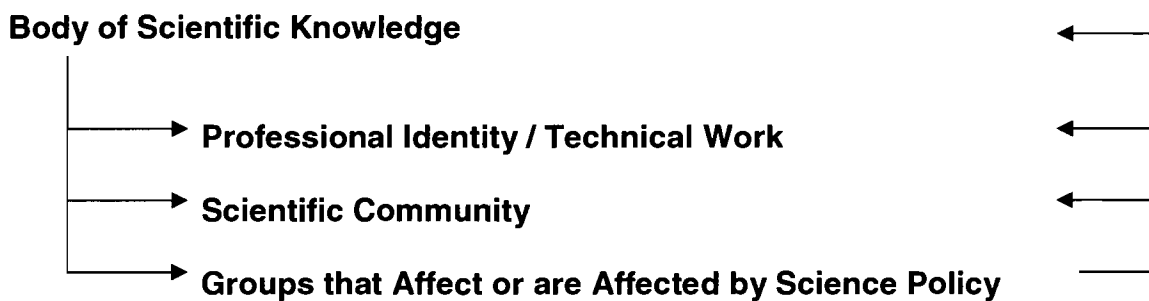 Body of Scientific Knowledge
Professional Identity / Technical Work
Scientific Community
Groups that Affect or are Affected by Science Policy